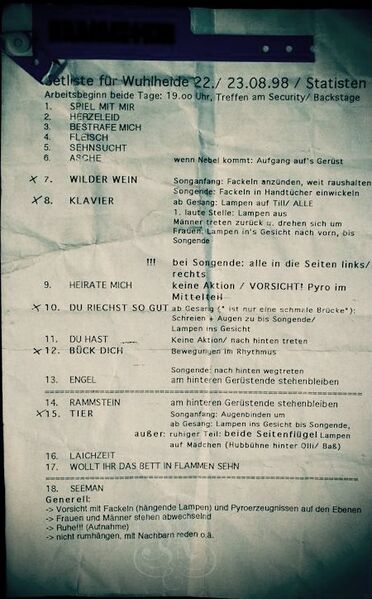 etliste für Wuhlheide 22./ 23.08.98 / Statisten
Arbeitsbeginn beide Tage: 19.oo Uhr, Treffen am Security/ Backstage
1. SPIEL MIT MIR
2. HERZELEID
3. BESTRAFE MICH
4. FLEISCH
5. SEHNSUCHT
6. ASCHE wenn Nebel kommt: Aufgang auf's Gerüst
x 7. WILDER WEIN Songanfang: Fackeln anzünden, weit raushalten
Songende: Fackeln in Handtücher einwickeln
x 8. KLAVIER ab Gesang: Lampen auf Till/ ALLE
1. laute Stelle: Lampen aus
Männer treten zurück u. drehen sich um
Frauen: Lampen in's Gesicht nach vorn, bis
Songende
!!! bei Songende: alle in die Seiten links/
rechts
9. HEIRATE MICH keine Aktion / VORSICHT! Pyro im
Mittelteil
x 10. DU RIECHST SO GUT ab Gesang (" ist nur eine schmale Brücke"):
Schreien + Augen zu bis Songende/
Lampen ins Gesicht
11. DU HAST Keine Aktion/ nach hinten treten
x 12. BÜCK DICH Bewegungen im Rhythmus
Songende: nach hinten wegtreten
13. ENGEL am hinteren Gerüstende stehenbleiben
14. RAMMSTEIN am hinteren Gerüstende stehenbleiben
x 15. TIER Songanfang: Augenbinden um
ab Gesang: Lampen ins Gesicht bis Songende,
außer: ruhiger Teil: beide Seitenflügel Lampen
auf Mädchen (Hubbühne hinter Olli/ Baß)
16. LAICHZEIT
17. WOLLT IHR DAS BETT IN FLAMMEN SEHN
18. SEEMAN
Generell:
-> Vorsicht mit Fackeln (hängende Lampen) und Pyroerzeugnissen auf den Ebenen
-> Frauen und Männer stehen abwechselnd
-> Ruhe!!! (Aufnahme)
-> nicht rumhängen, mit Nachbarn reden o.ä.